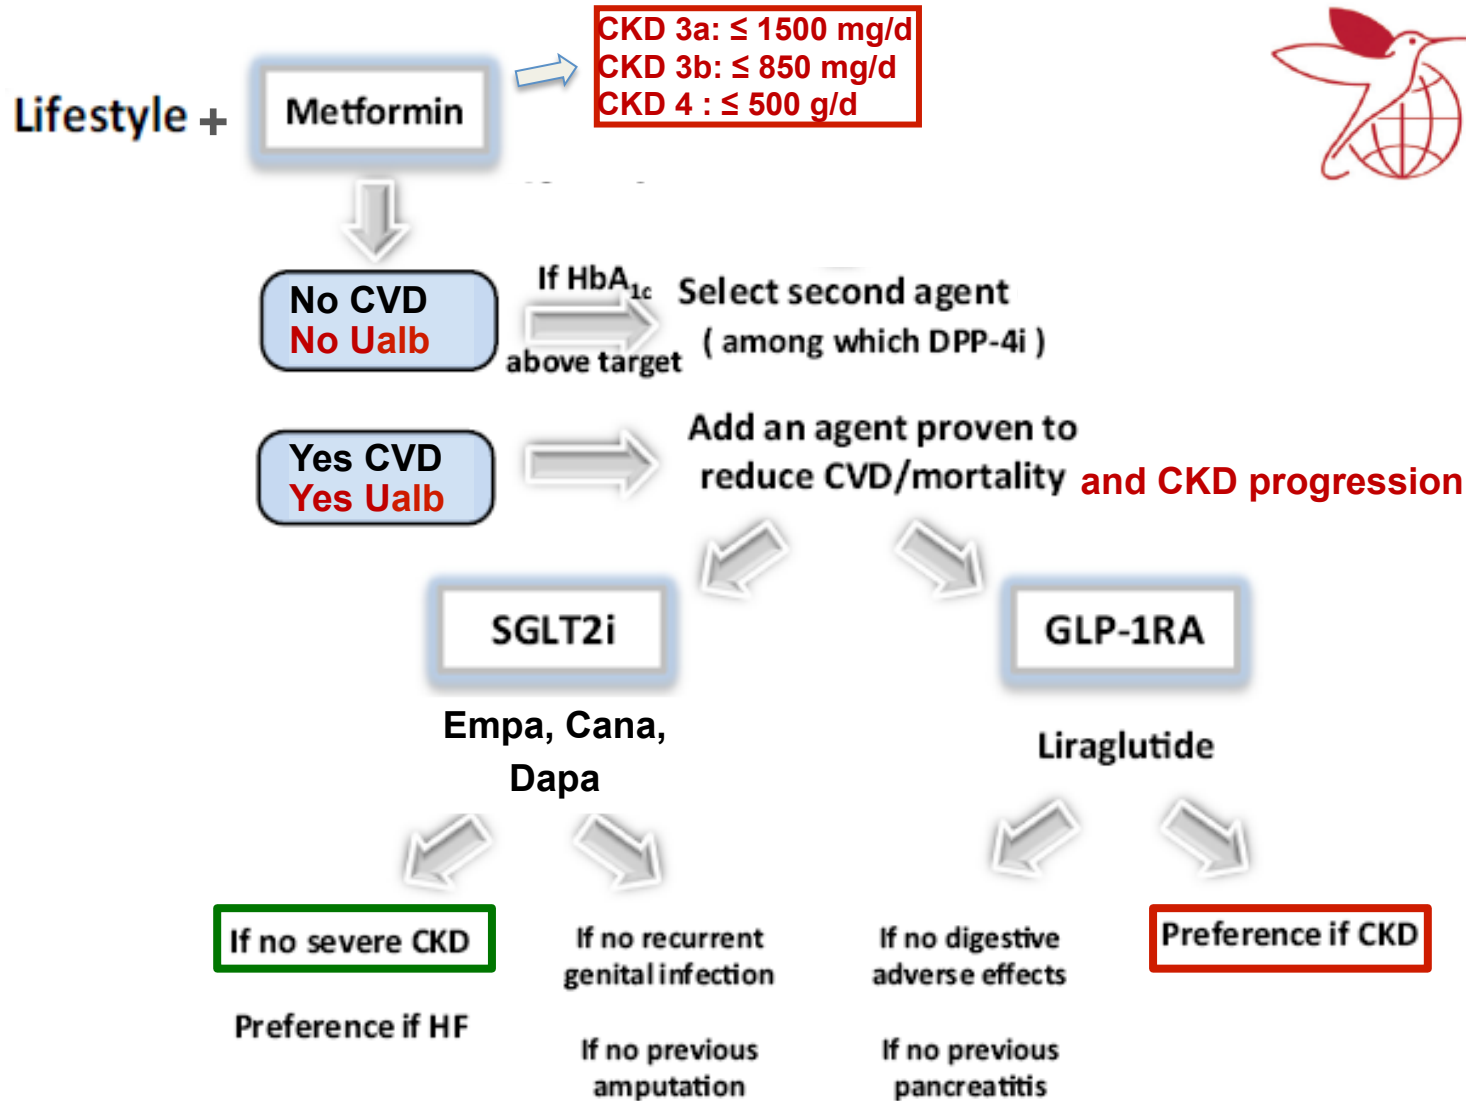 CKD 3a: ≤ 1500 mg/d
CKD 3b: ≤ 850 mg/d
CKD 4 : ≤ 500 g/d
Lifestyle +
Metformin
No CVD
No Ualb
If HbA1c
above target
Select second agent
( among which DPP-4i )
Yes CVD
Yes Ualb
Add an agent proven to
reduce CVD/mortality and CKD progression
SGLT2i
GLP-1RA
Empa, Cana,
Dapa
Liraglutide
If no severe CKD
Preference if HF
If no recurrent
genital infection
If no previous
amputation
If no digestive
adverse effects
If no previous
pancreatitis
Preference if CKD